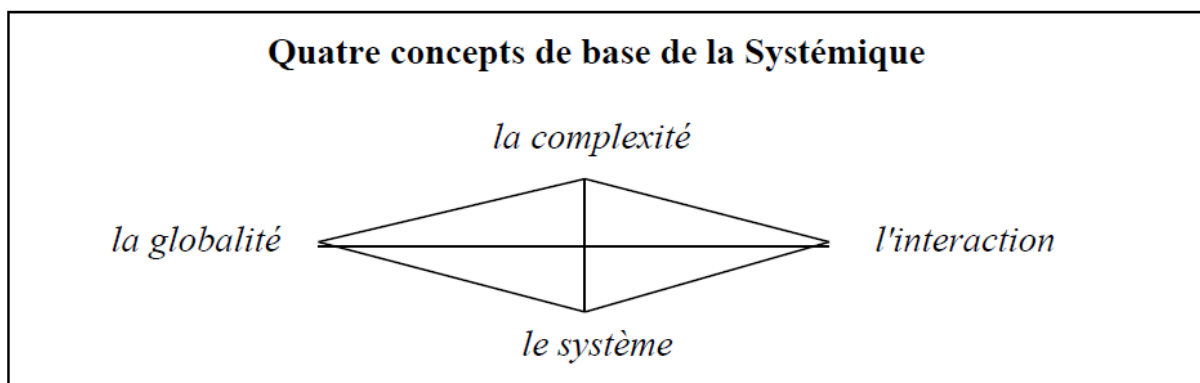 Quatre concepts de base de la Systémique
la complexité
la globalité
l'interaction
le système